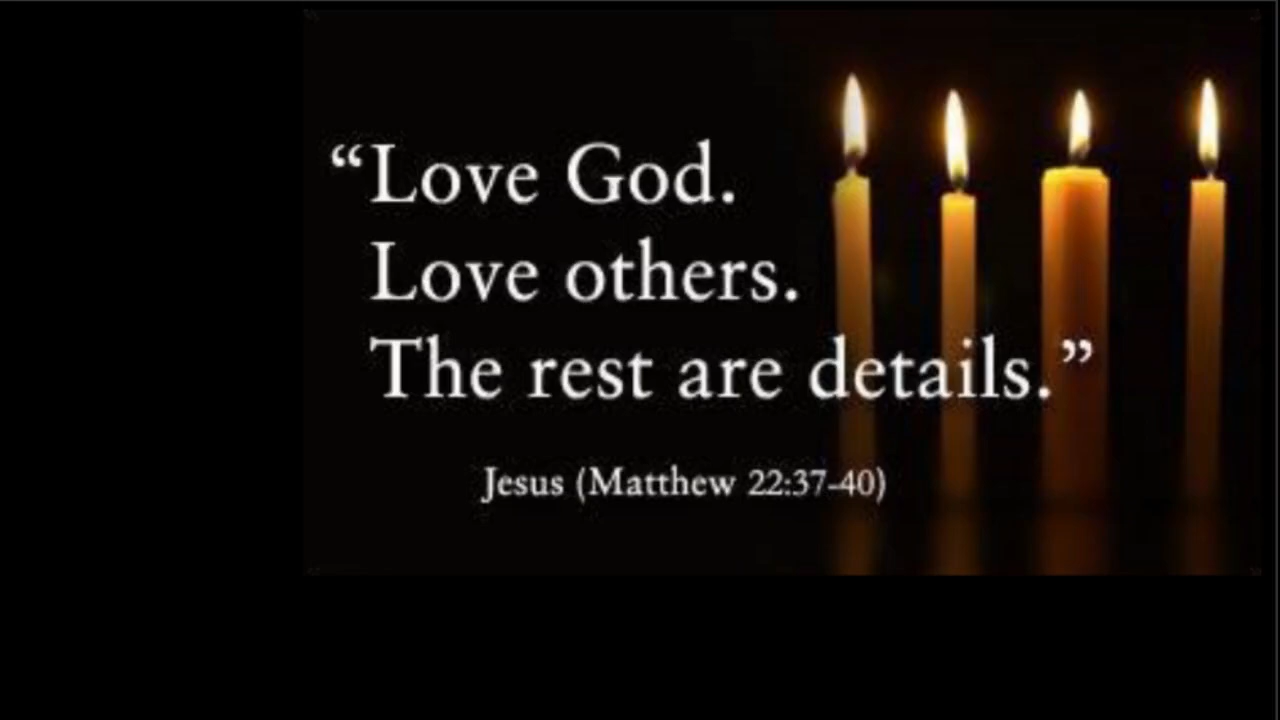 “Love God.
Love others.
The rest are details.”
Jesus (Matthew 22:37-40)